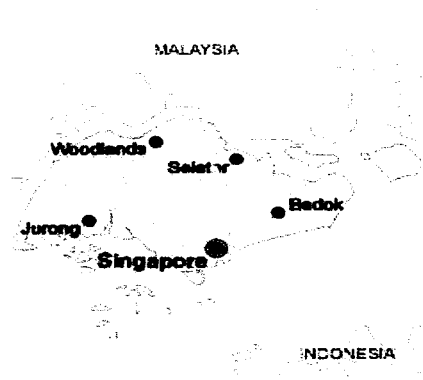 MALAYSIA
Woodlands
Seletar
Bedok
Jurong
Singapore
INDONESIA